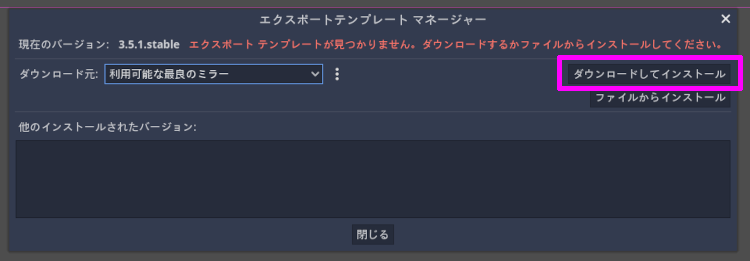 エクスポートテンプレート マネージャー
現在のバージョン: 3.5.1.stable エクスポート テンプレートが見つかりません。ダウンロードするかファイルからインストールしてください。
ダウンロード元: 利用可能な最良のミラー ダウンロードしてインストール
ファイルからインストール
他のインストールされたバージョン:
閉じる